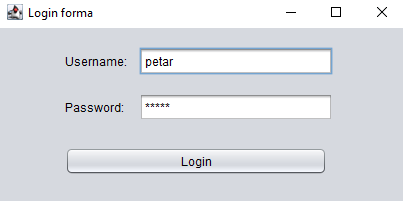 Login forma
Username: petar
Password: *****
Login